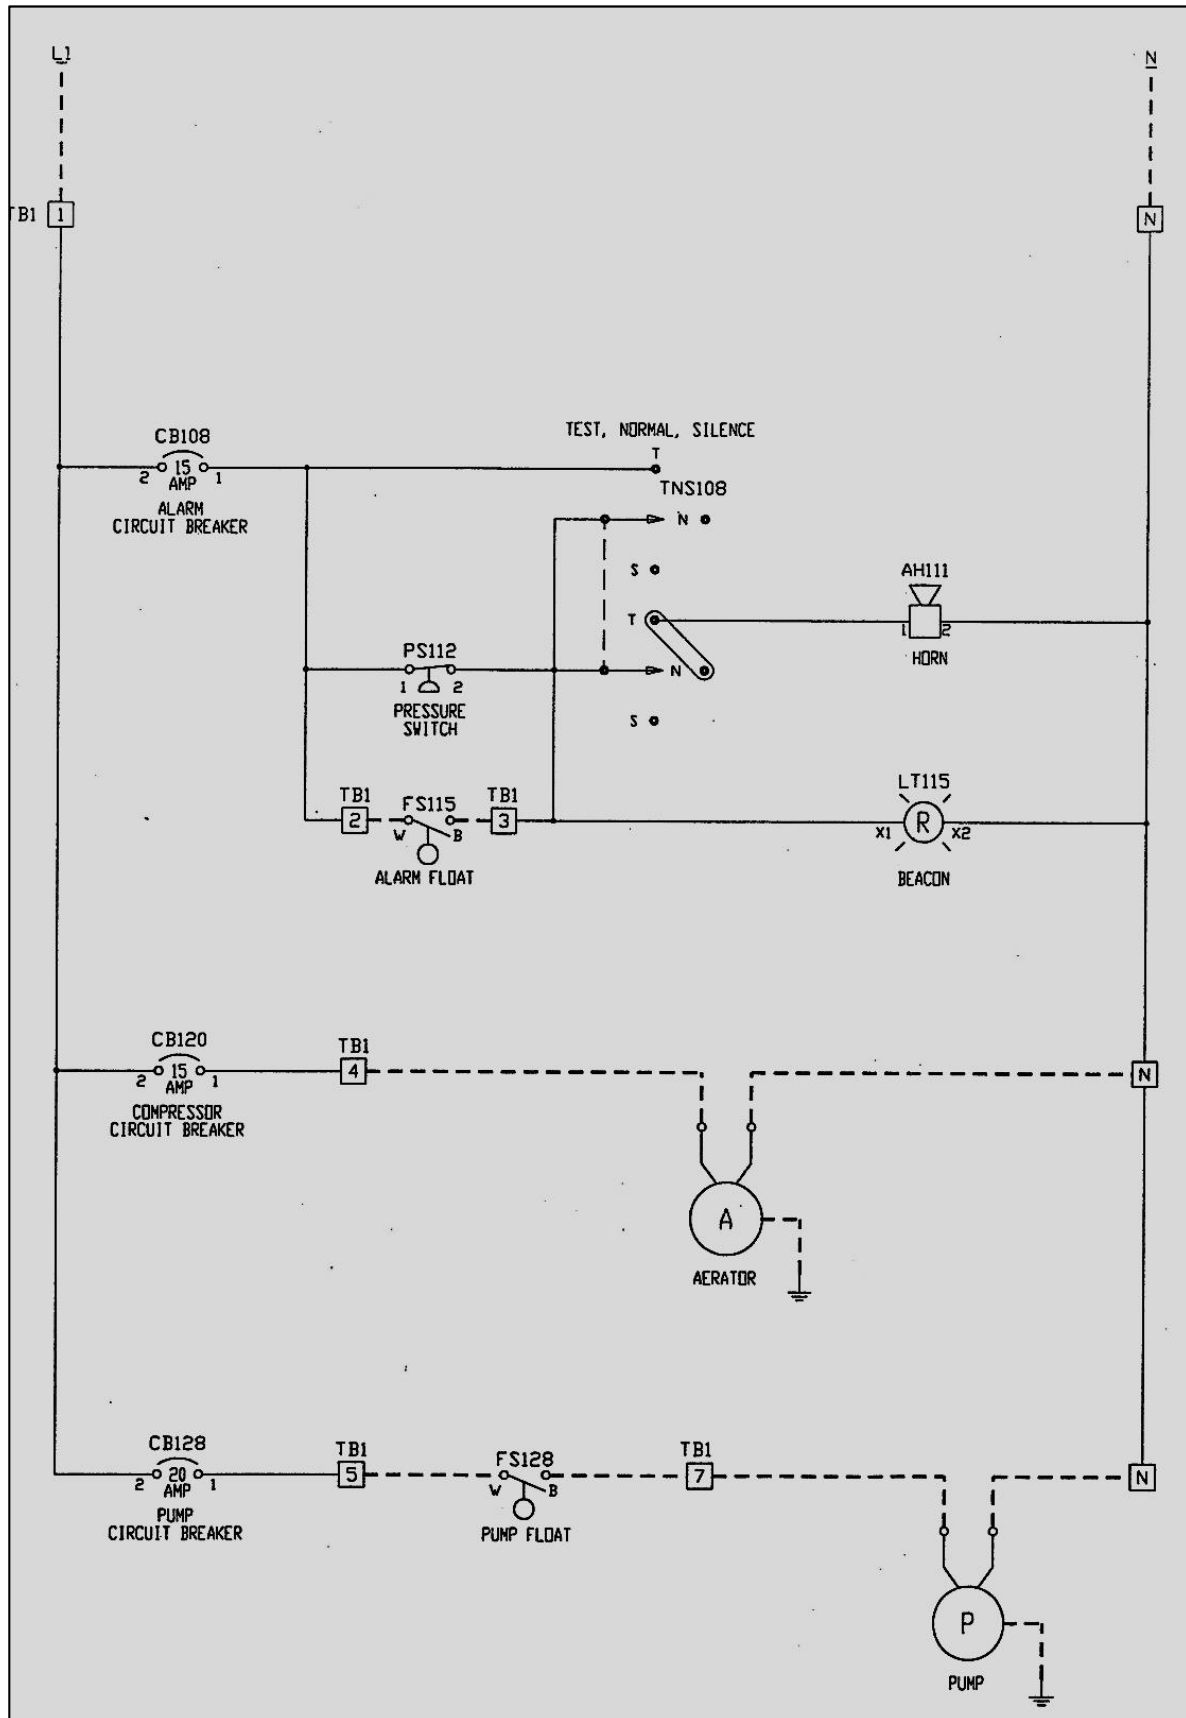 L1
N
TB1 1
N
TEST, NORMAL, SILENCE
T
TNS108
CB108
2 15 1
AMP
ALARM
CIRCUIT BREAKER
N
S
AH111
T
1 2
HORN
PS112
1 2
PRESSURE
SWITCH
N
S
LT115
TB1
2
FS115
W B
TB1
3
ALARM FLOAT
X1 R X2
BEACON
CB120
2 15 1
AMP
COMPRESSOR
CIRCUIT BREAKER
TB1
4
N
A
AERATOR
CB128
2 20 1
AMP
PUMP
CIRCUIT BREAKER
TB1
5
FS128
W B
PUMP FLOAT
TB1
7
N
P
PUMP